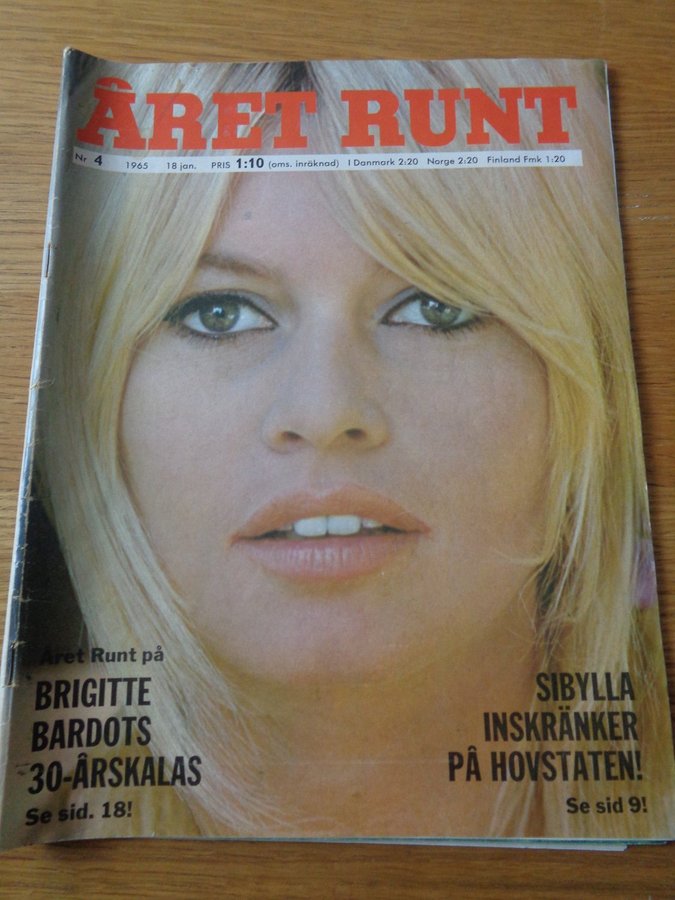 ÅRET RUNT
Nr 4 1965 18 jan. PRIS 1:10 (oms. inräknad) I Danmark 2:20 Norge 2:20 Finland Fmk 1:20
Året Runt på
BRIGITTE
BARDOTS
30-ÅRSKALAS
Se sid. 18!
SIBYLLA
INSKRÄNKER
PÅ HOVSTATEN!
Se sid 9!